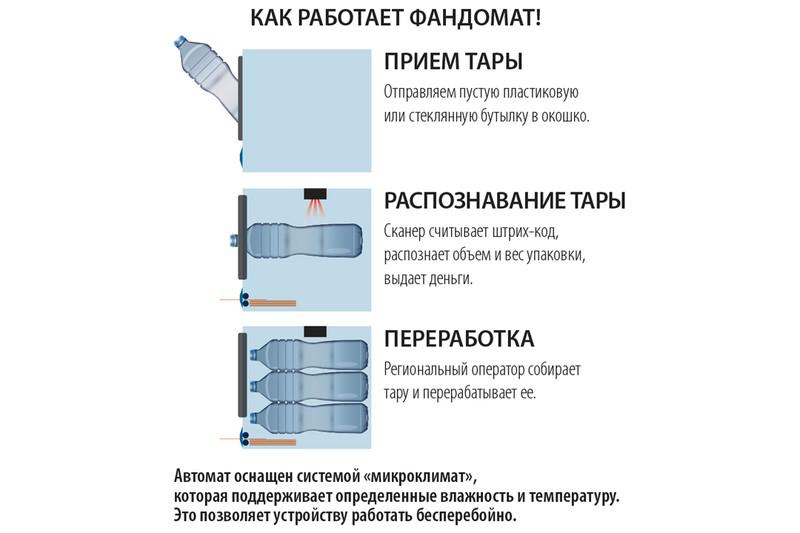 КАК РАБОТАЕТ ФАНДОМАТ!
ПРИЕМ ТАРЫ
Отправляем пустую пластиковую
или стеклянную бутылку в окошко.
РАСПОЗНАВАНИЕ ТАРЫ
Сканер считывает штрих-код,
распознает объем и вес упаковки,
выдает деньги.
ПЕРЕРАБОТКА
Региональный оператор собирает
тару и перерабатывает ее.
Автомат оснащен системой «микроклимат»,
которая поддерживает определенные влажность и температуру.
Это позволяет устройству работать бесперебойно.